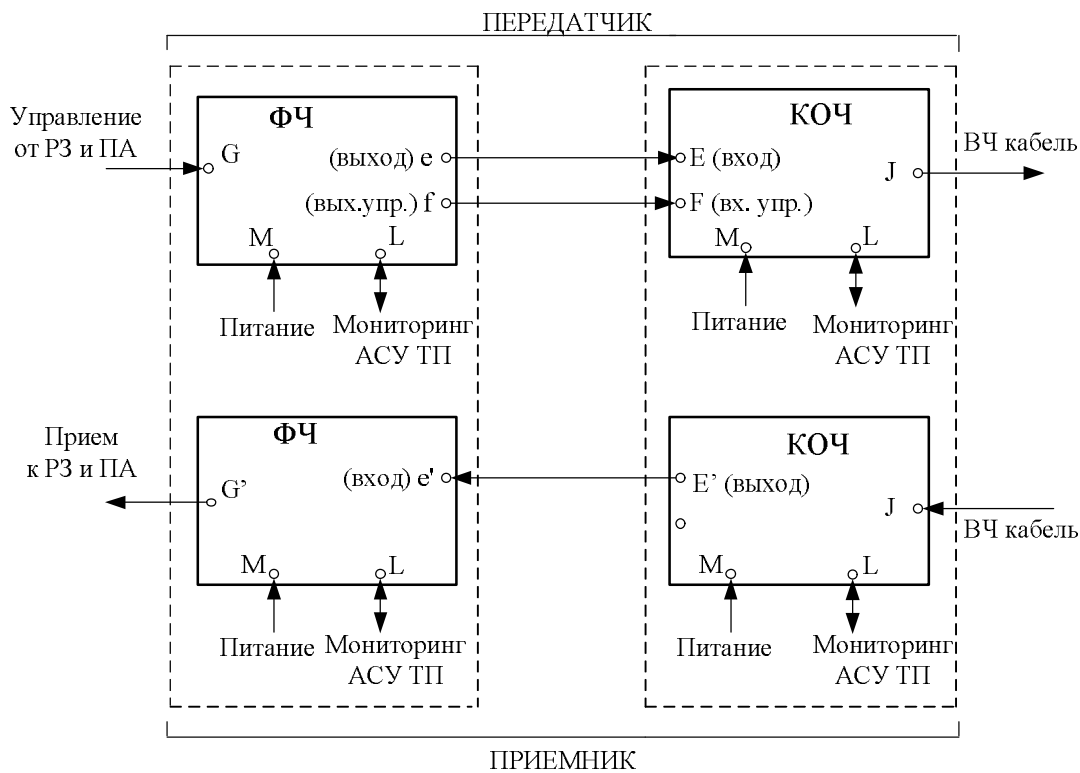 ПЕРЕДАТЧИК
Управление
от РЗ и ПА
ФЧ
G
(выход) e
(вых.упр.) f
M
L
Питание
Мониторинг
АСУ ТП
КОЧ
E (вход)
F (вх. упр.)
J
ВЧ кабель
M
L
Питание
Мониторинг
АСУ ТП
Прием
к РЗ и ПА
ФЧ
G’
(вход) e'
M
L
Питание
Мониторинг
АСУ ТП
КОЧ
E’ (выход)
J
ВЧ кабель
M
L
Питание
Мониторинг
АСУ ТП
ПРИЕМНИК